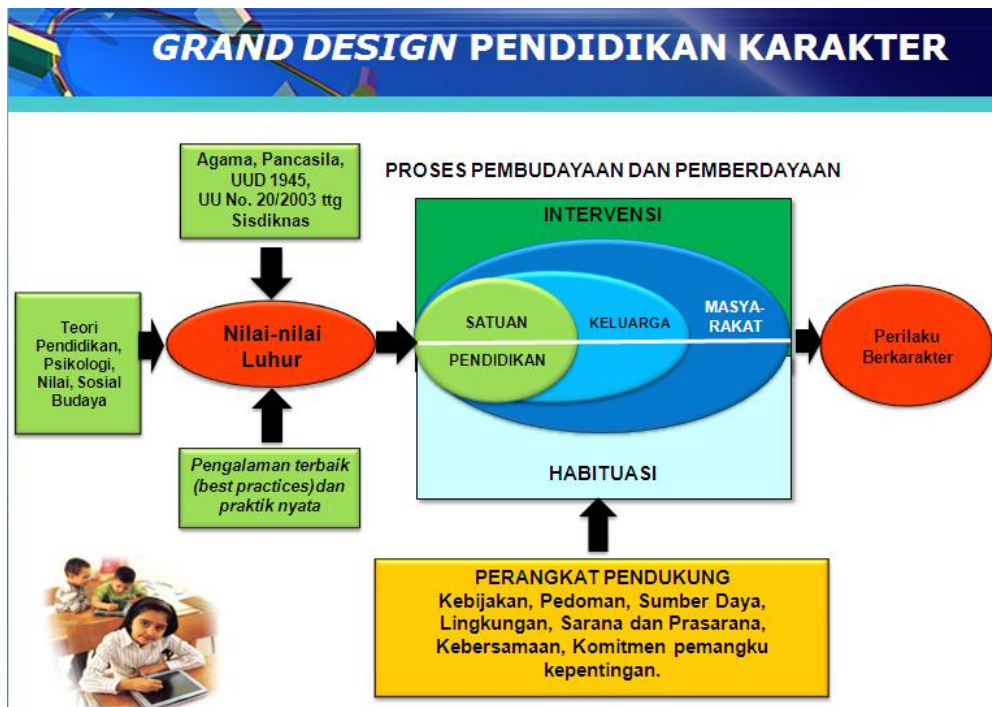 GRAND DESIGN PENDIDIKAN KARAKTER
Agama, Pancasila,
UUD 1945,
UU No. 20/2003 ttg
Sisdiknas
PROSES PEMBUDAYAAN DAN PEMBERDAYAAN
INTERVENSI
Teori
Pendidikan,
Psikologi,
Nilai, Sosial
Budaya
Nilai-nilai
Luhur
SATUAN
PENDIDIKAN
KELUARGA
MASYA-
RAKAT
Perilaku
Berkarakter
Pengalaman terbaik
(best practices)dan
praktik nyata
HABITUASI
PERANGKAT PENDUKUNG
Kebijakan, Pedoman, Sumber Daya,
Lingkungan, Sarana dan Prasarana,
Kebersamaan, Komitmen pemangku
kepentingan.